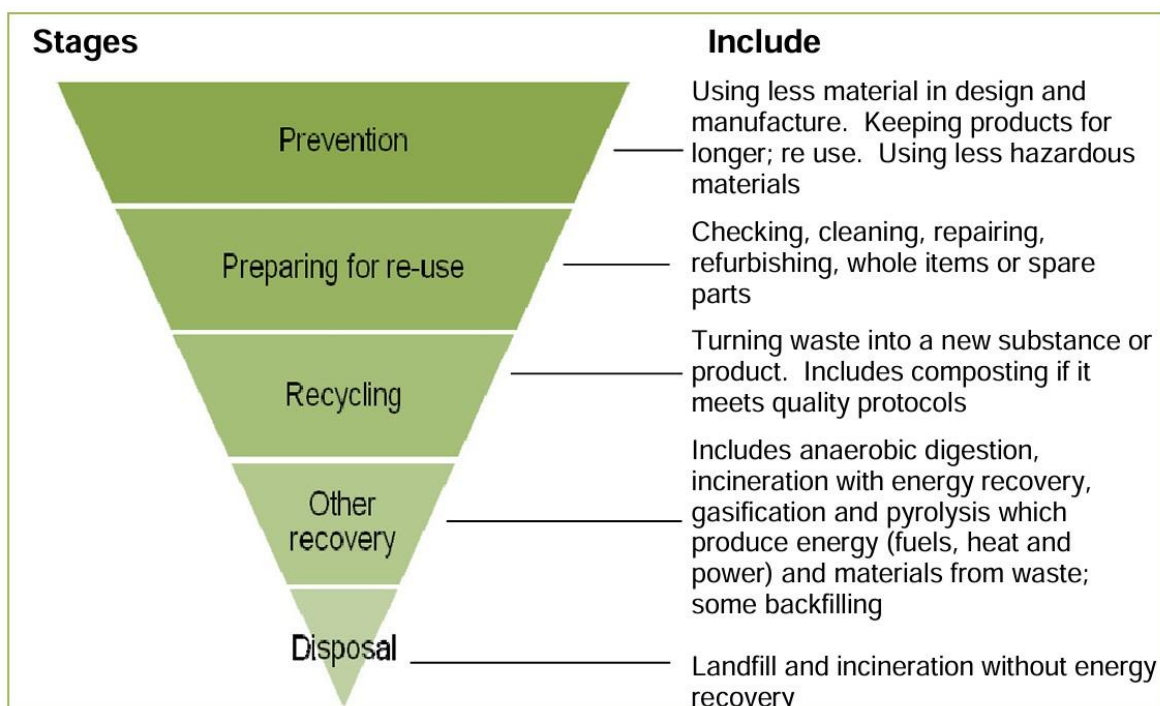 Stages
Include
Prevention
Using less material in design and
manufacture. Keeping products for
longer; re use. Using less hazardous
materials
Preparing for re-use
Checking, cleaning, repairing,
refurbishing, whole items or spare
parts
Recycling
Turning waste into a new substance or
product. Includes composting if it
meets quality protocols
Other
recovery
Includes anaerobic digestion,
incineration with energy recovery,
gasification and pyrolysis which
produce energy (fuels, heat and
power) and materials from waste;
some backfilling
Disposal
Landfill and incineration without energy
recovery